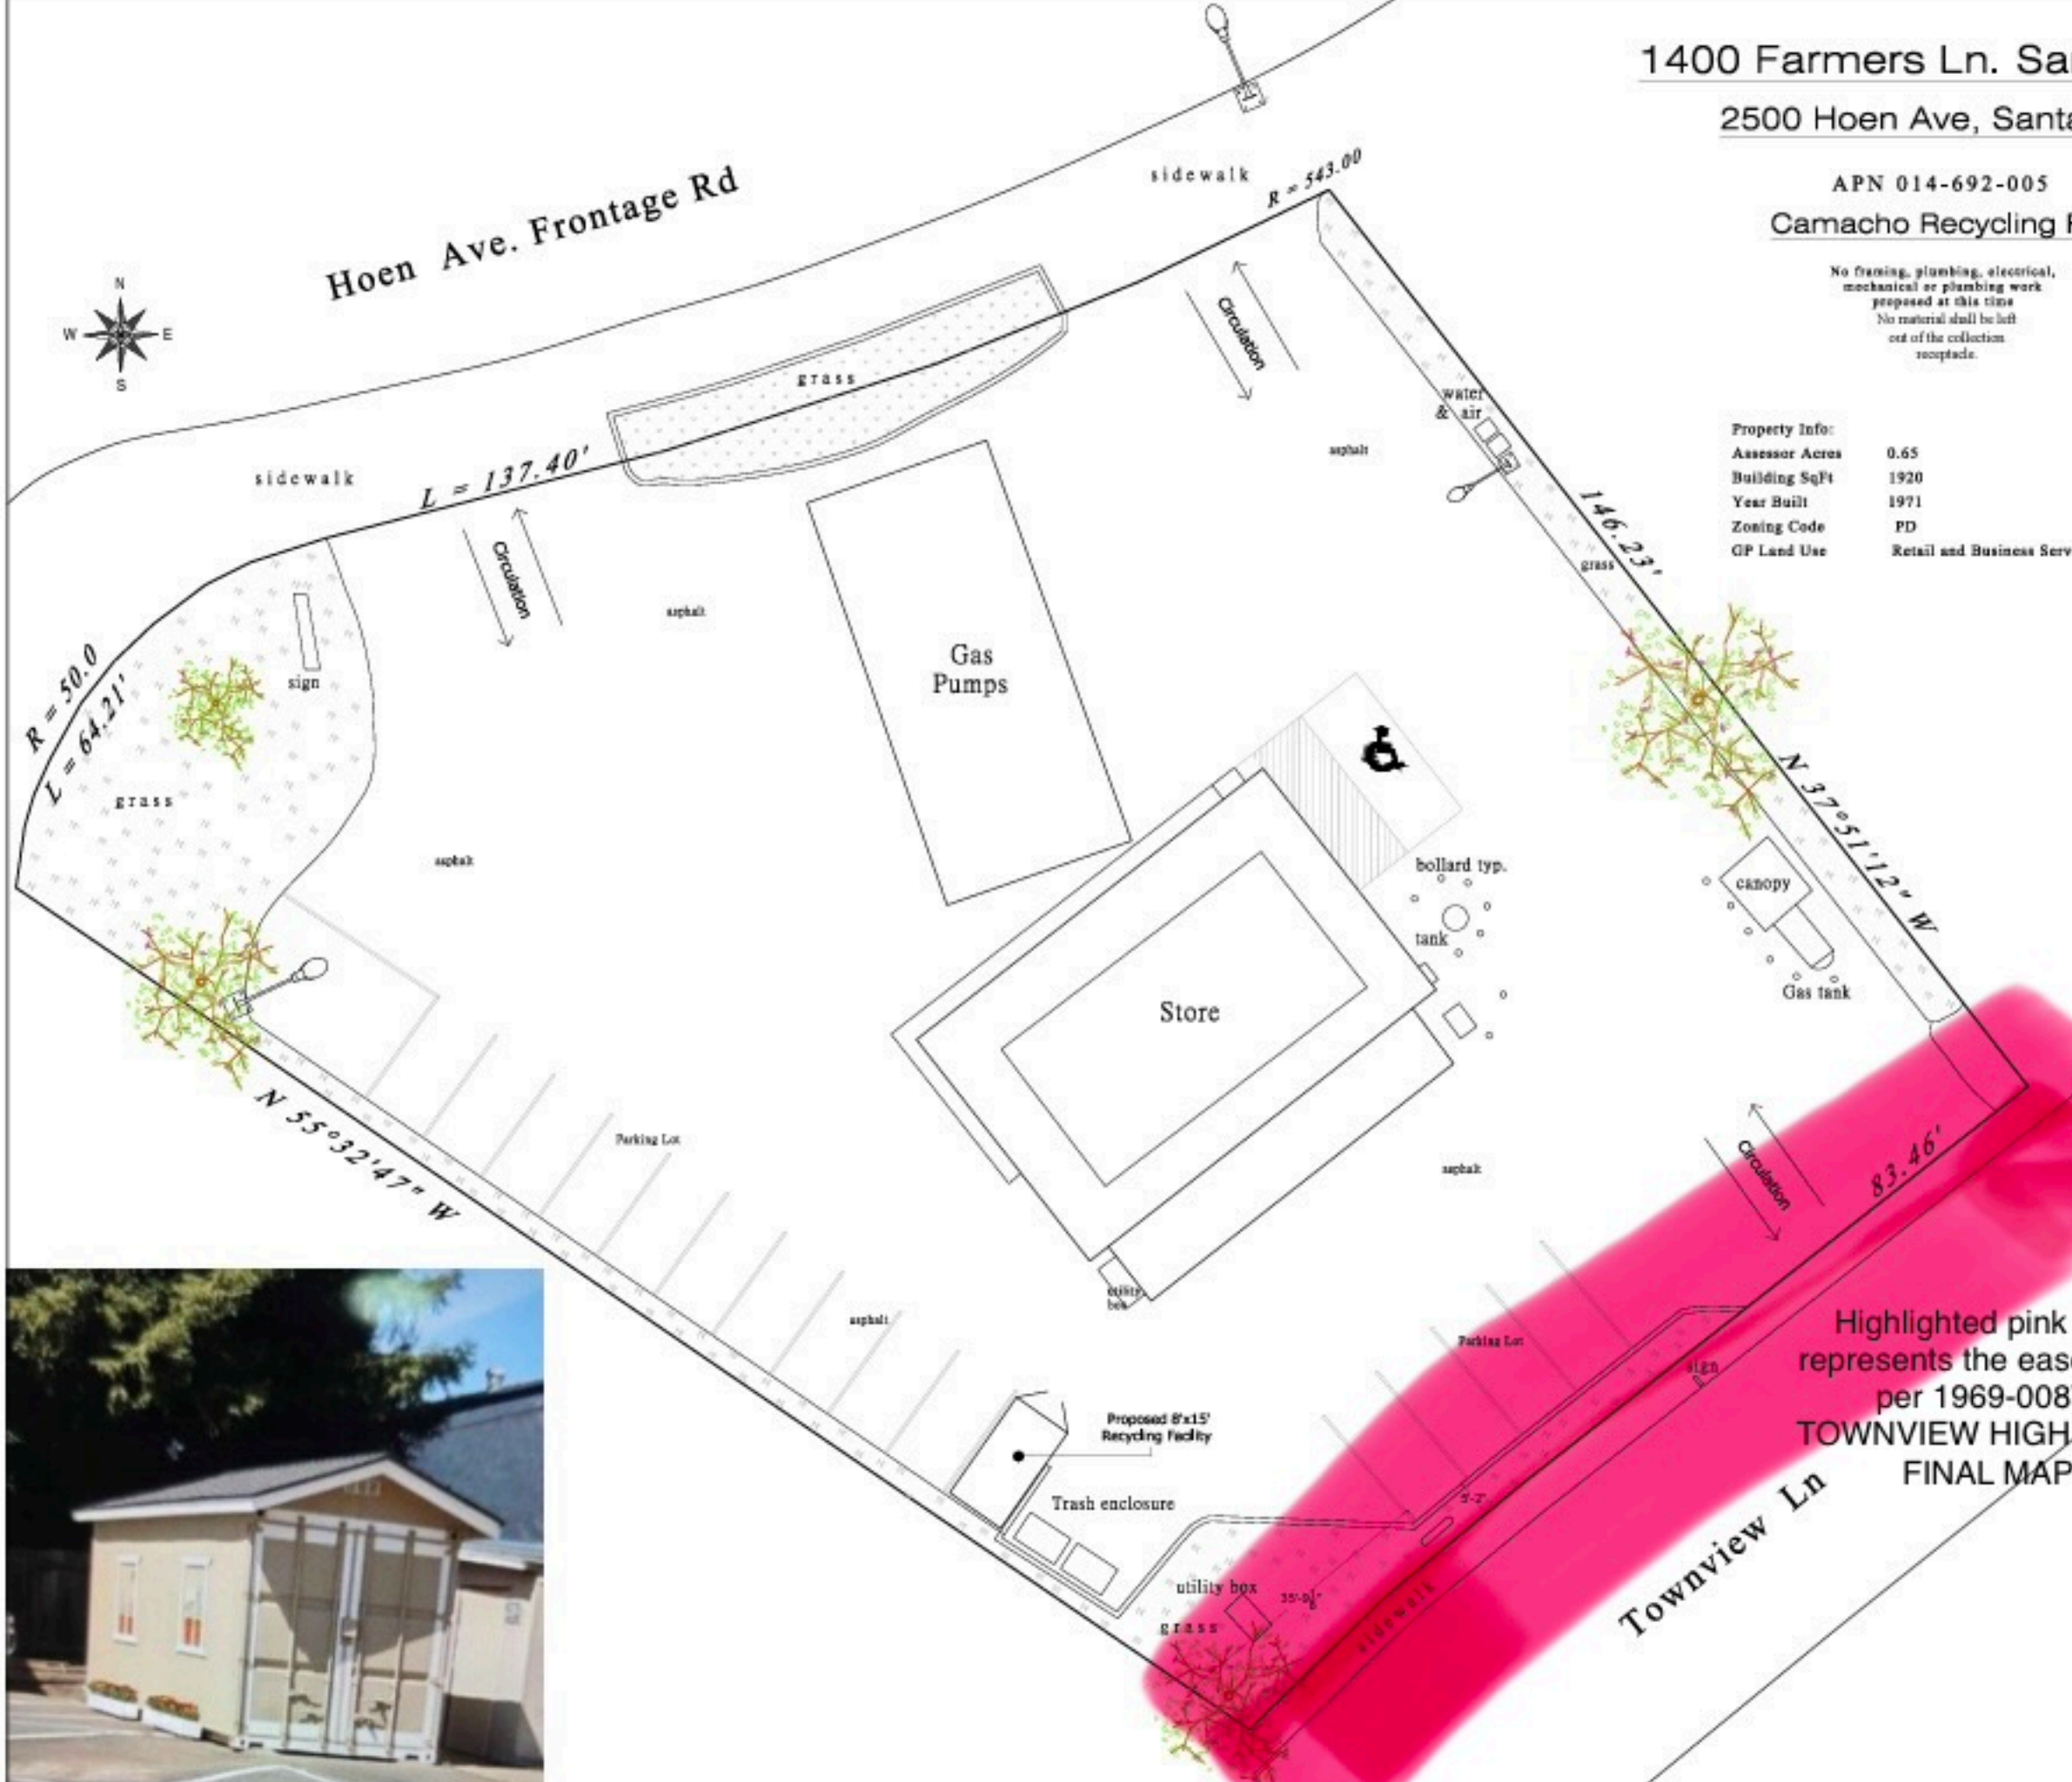 1400 Farmers Ln. Sa
2500 Hoen Ave, Santa
APN 014-692-005
Camacho Recycling
No framing, plumbing, electrical,
mechanical or plumbing work
proposed at this time
No material shall be left
out of the collection
receptacle.
Property Info:
Assessor Acres 0.65
Building SqFt 1920
Year Built 1971
Zoning Code PD
GP Land Use Retail and Business Serv
Hoen Ave. Frontage Rd
N
W E
S
sidewalk
R = 543.00
sidewalk
L = 137.40'
grass
Circulation
Circulation
water
& air
asphalt
146.23'
grass
asphalt
R = 50.0
L = 64.21'
sign
grass
asphalt
Gas
Pumps
N 37°51'12" W
bollard typ.
tank
canopy
Gas tank
Store
N 55°32'47" W
Parking Lot
asphalt
Circulation
83.46'
utility
box
asphalt
Parking Lot
sign
Proposed 8'x15'
Recycling Facility
Trash enclosure
5'-2"
utility box
grass
sidewalk
Townview Ln
Highlighted pink
represents the eas
per 1969-008
TOWNVIEW HIGH
FINAL MAP